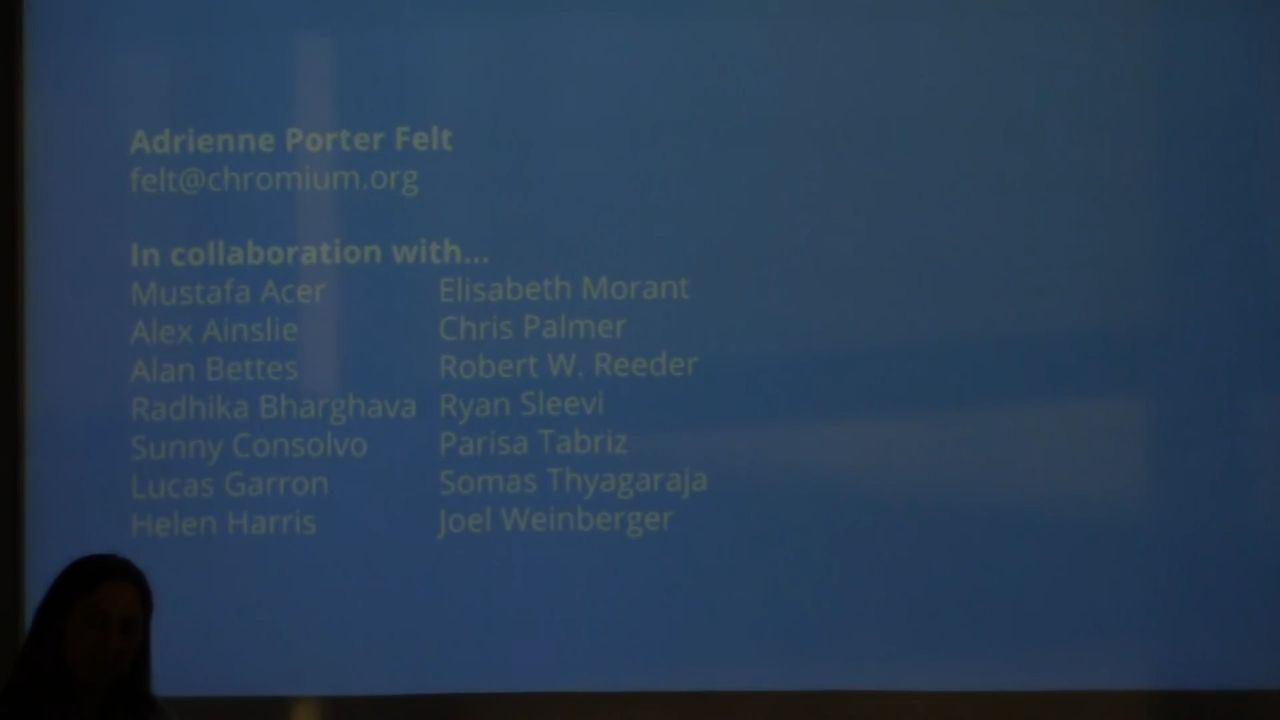 Adrienne Porter Felt
felt@chromium.org
In collaboration with...
Mustafa Acer
Alex Ainslie
Alan Bettes
Radhika Bharghava
Sunny Consolvo
Lucas Garron
Helen Harris
Elisabeth Morant
Chris Palmer
Robert W. Reeder
Ryan Sleevi
Parisa Tabriz
Somas Thyagaraja
Joel Weinberger